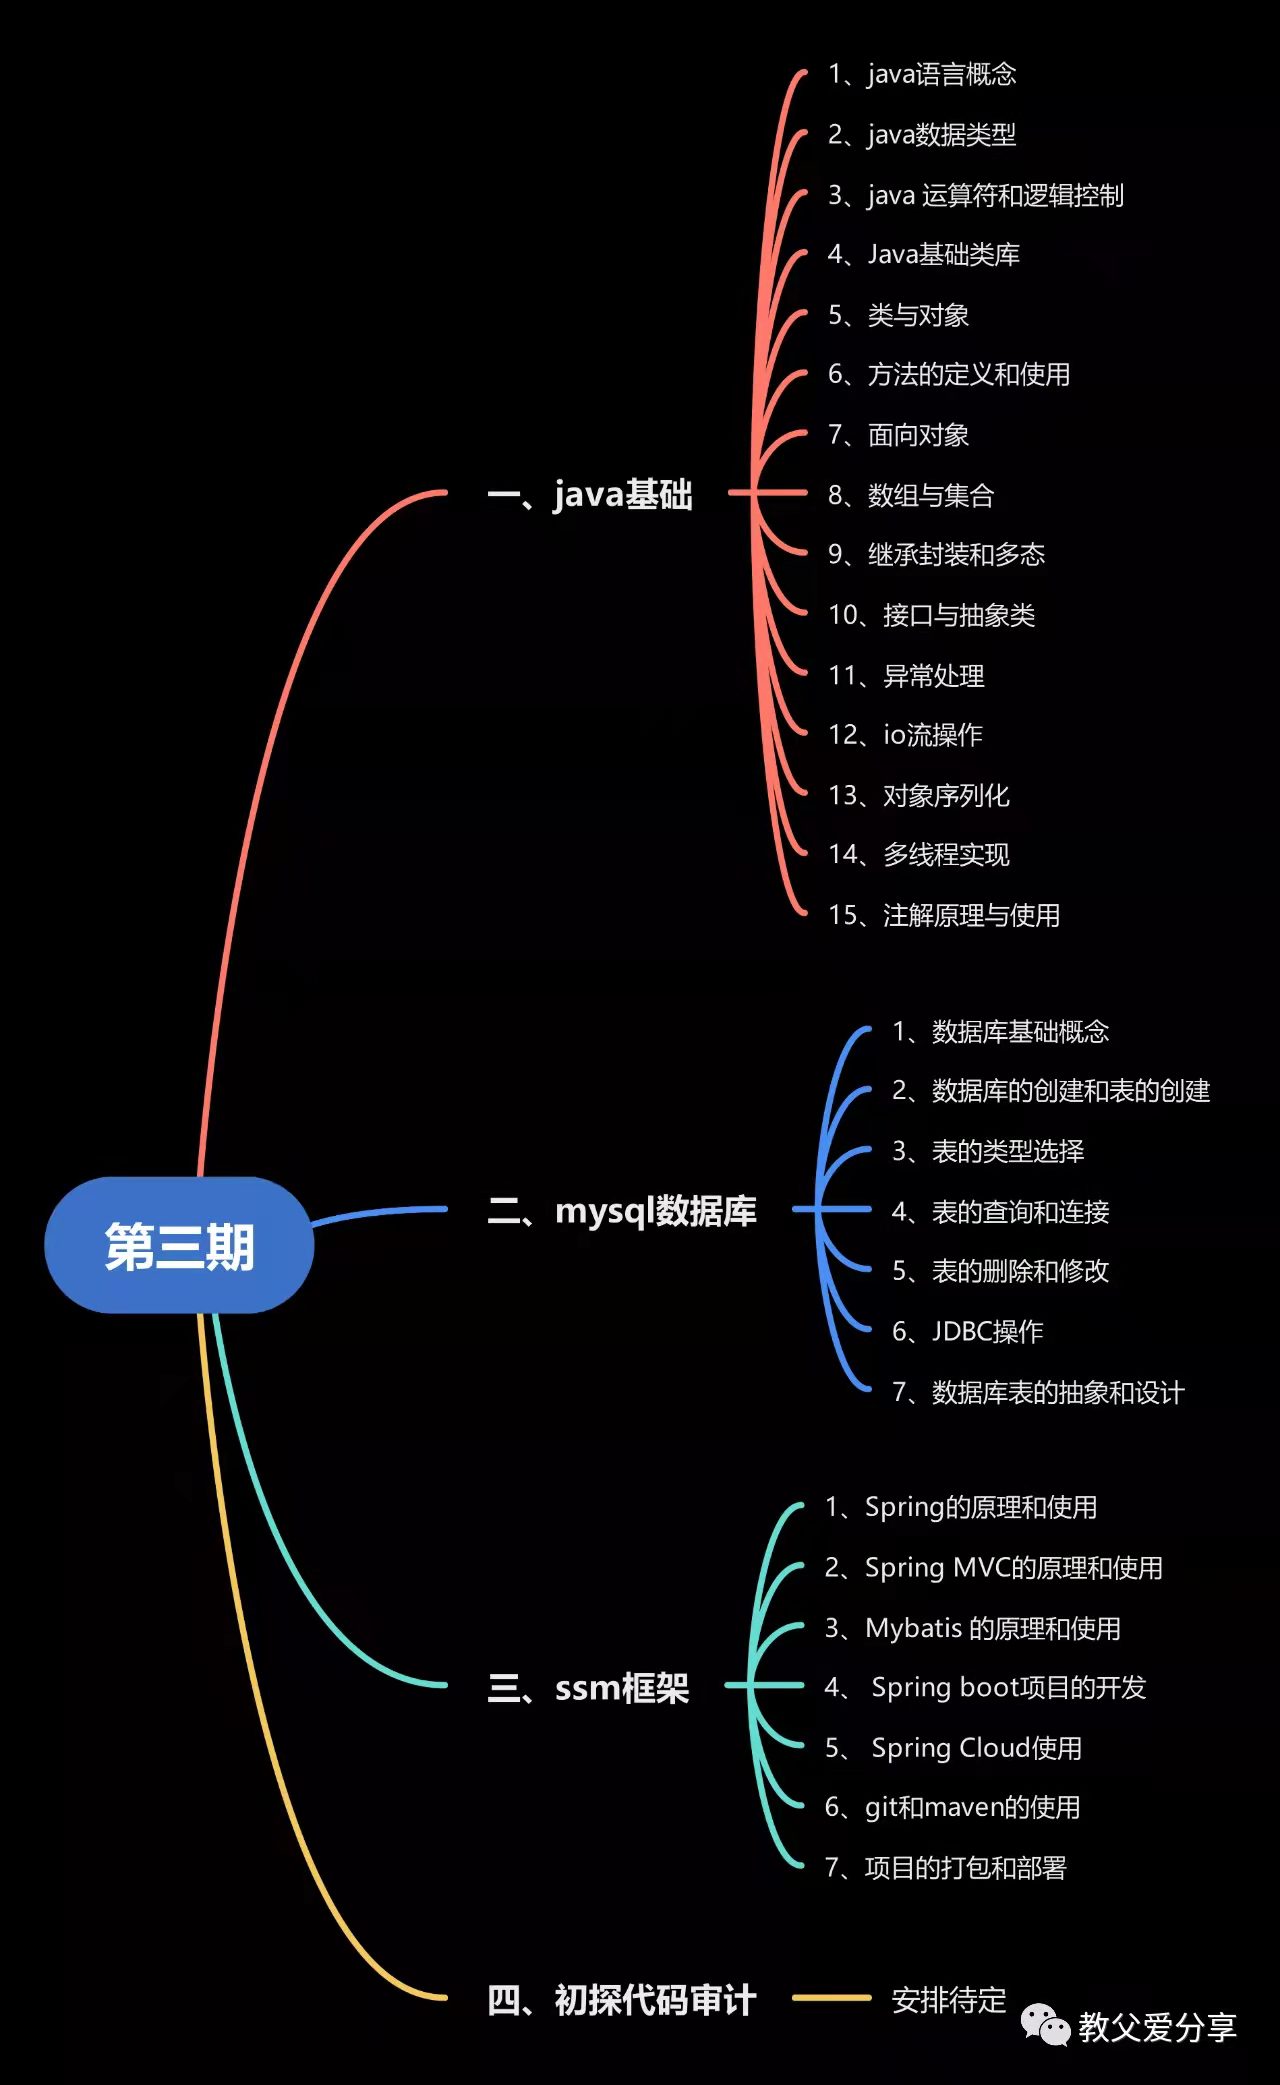 第三期
一、java基础
1、java语言概念
2、java数据类型
3、java 运算符和逻辑控制
4、Java基础类库
5、类与对象
6、方法的定义和使用
7、面向对象
8、数组与集合
9、继承封装和多态
10、接口与抽象类
11、异常处理
12、io流操作
13、对象序列化
14、多线程实现
15、注解原理与使用
二、mysql数据库
1、数据库基础概念
2、数据库的创建和表的创建
3、表的类型选择
4、表的查询和连接
5、表的删除和修改
6、JDBC操作
7、数据库表的抽象和设计
三、ssm框架
1、Spring的原理和使用
2、Spring MVC的原理和使用
3、Mybatis 的原理和使用
4、 Spring boot项目的开发
5、 Spring Cloud使用
6、git和maven的使用
7、项目的打包和部署
四、初探代码审计
安排待定
教父爱分享